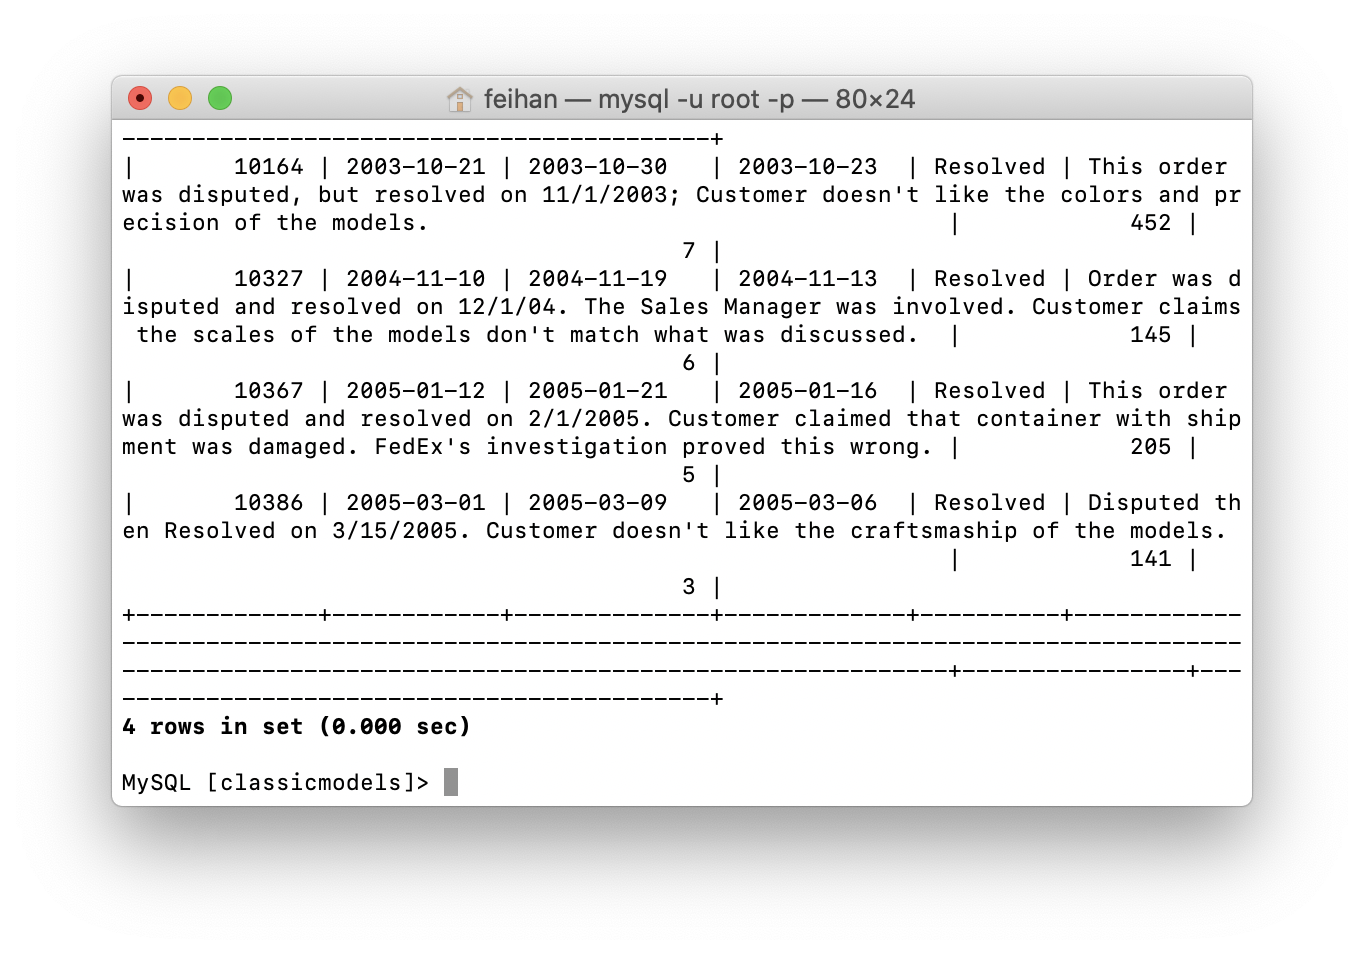 feihan — mysql -u root -p — 80×24
------------------------------------------+
|       10164 | 2003-10-21 | 2003-10-30   | 2003-10-23  | Resolved | This order 
was disputed, but resolved on 11/1/2003; Customer doesn't like the colors and pr
ecision of the models.                                     |            452 |   
                                        7 |
|       10327 | 2004-11-10 | 2004-11-19   | 2004-11-13  | Resolved | Order was d
isputed and resolved on 12/1/04. The Sales Manager was involved. Customer claims
 the scales of the models don't match what was discussed.  |            145 |   
                                        6 |
|       10367 | 2005-01-12 | 2005-01-21   | 2005-01-16  | Resolved | This order 
was disputed and resolved on 2/1/2005. Customer claimed that container with ship
ment was damaged. FedEx's investigation proved this wrong. |            205 |   
                                        5 |
|       10386 | 2005-03-01 | 2005-03-09   | 2005-03-06  | Resolved | Disputed th
en Resolved on 3/15/2005. Customer doesn't like the craftsmaship of the models. 
                                                           |            141 |   
                                        3 |
+-------------+------------+--------------+-------------+----------+------------
--------------------------------------------------------------------------------
-----------------------------------------------------------+----------------+---
------------------------------------------+
4 rows in set (0.000 sec)

MySQL [classicmodels]>